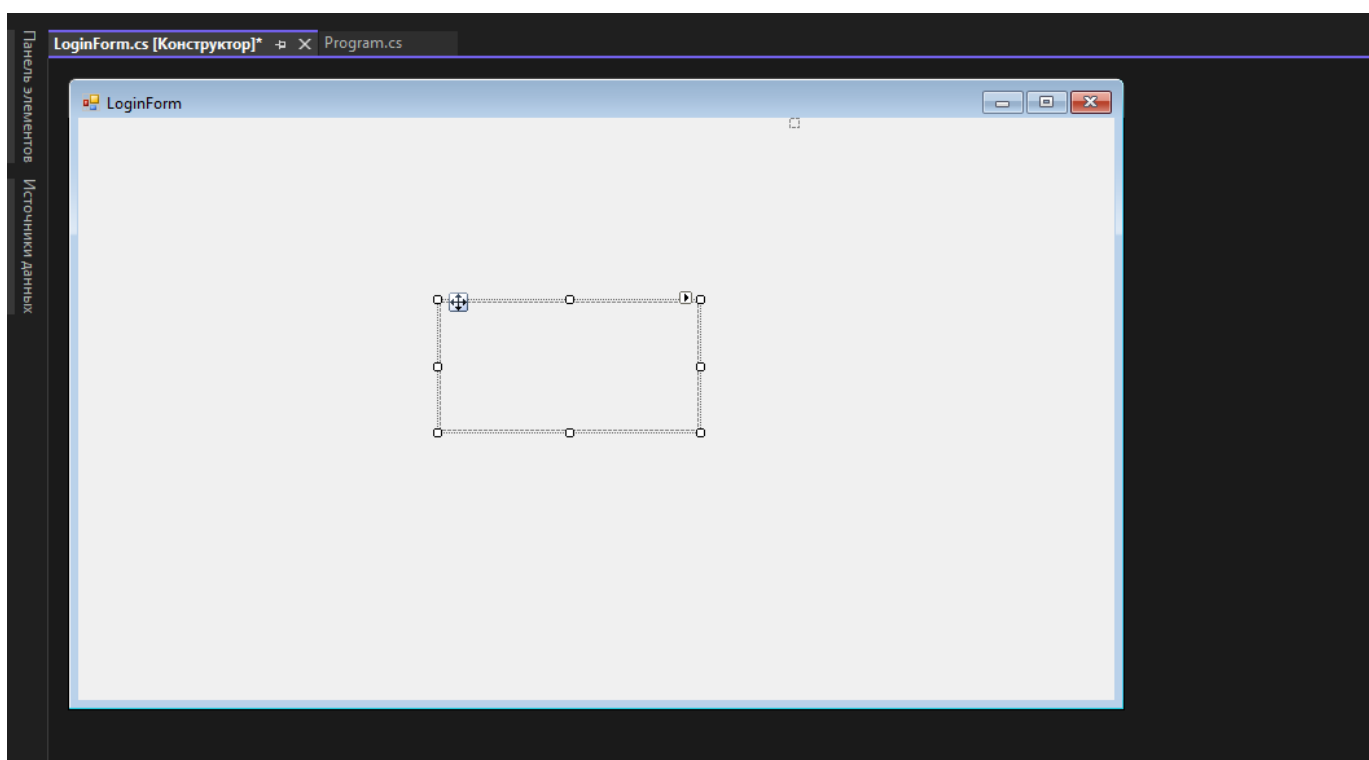 LoginForm.cs [Конструктор]*
Program.cs
Панель элементов
Источники данных
LoginForm